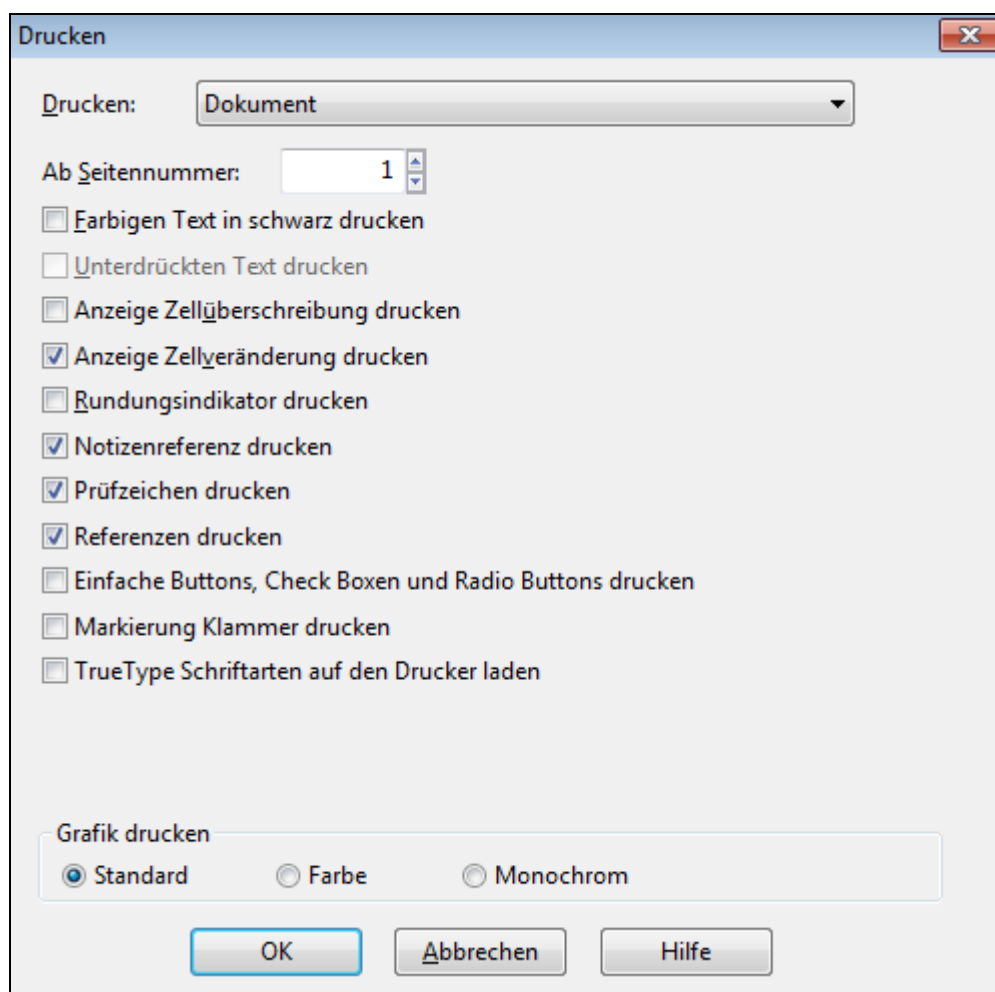 Drucken
Drucken: Dokument
Ab Seitennummer: 1
Farbigen Text in schwarz drucken
Unterdrückten Text drucken
Anzeige Zellüberschreibung drucken
Anzeige Zellveränderung drucken
Rundungsindikator drucken
Notizenreferenz drucken
Prüfzeichen drucken
Referenzen drucken
Einfache Buttons, Check Boxen und Radio Buttons drucken
Markierung Klammer drucken
TrueType Schriftarten auf den Drucker laden
Grafik drucken
Standard Farbe Monochrom
OK Abbrechen Hilfe